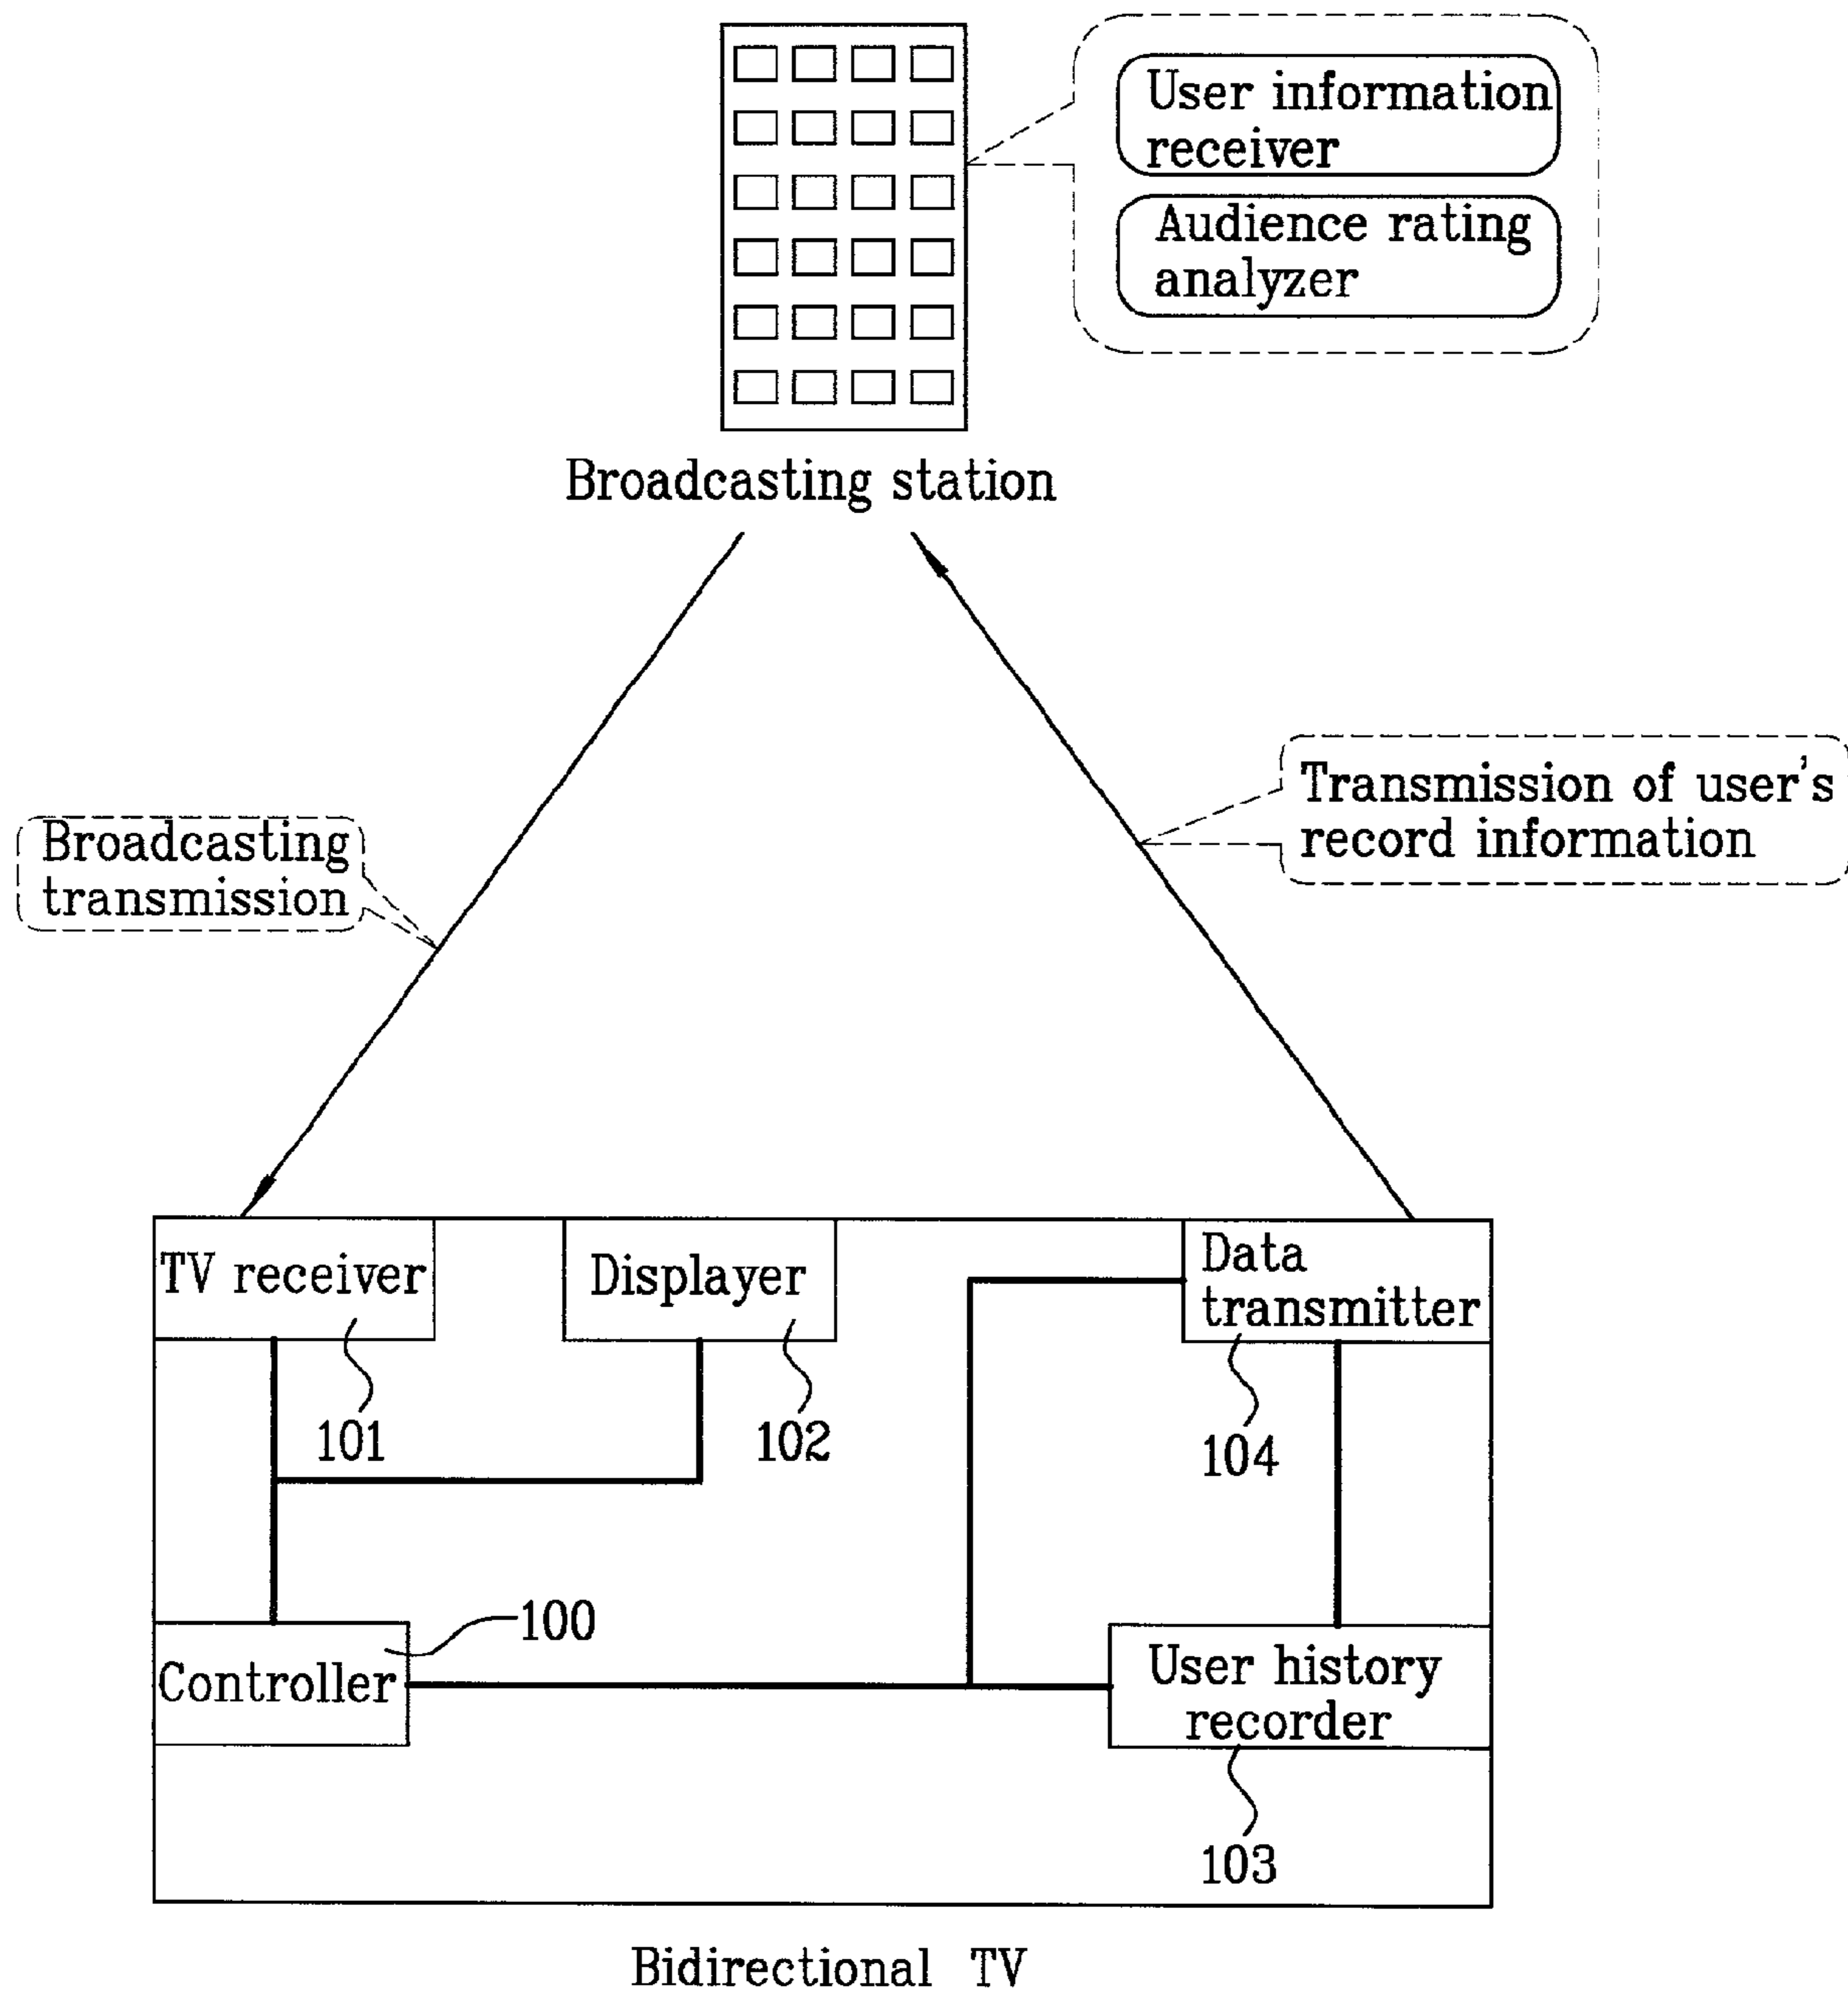 User information
receiver
Audience rating
analyzer
Broadcasting station
Broadcasting
transmission
Transmission of user's
record information
TV receiver
Displayer
Data
transmitter
101
102
104
100
Controller
User history
recorder
103
Bidirectional TV